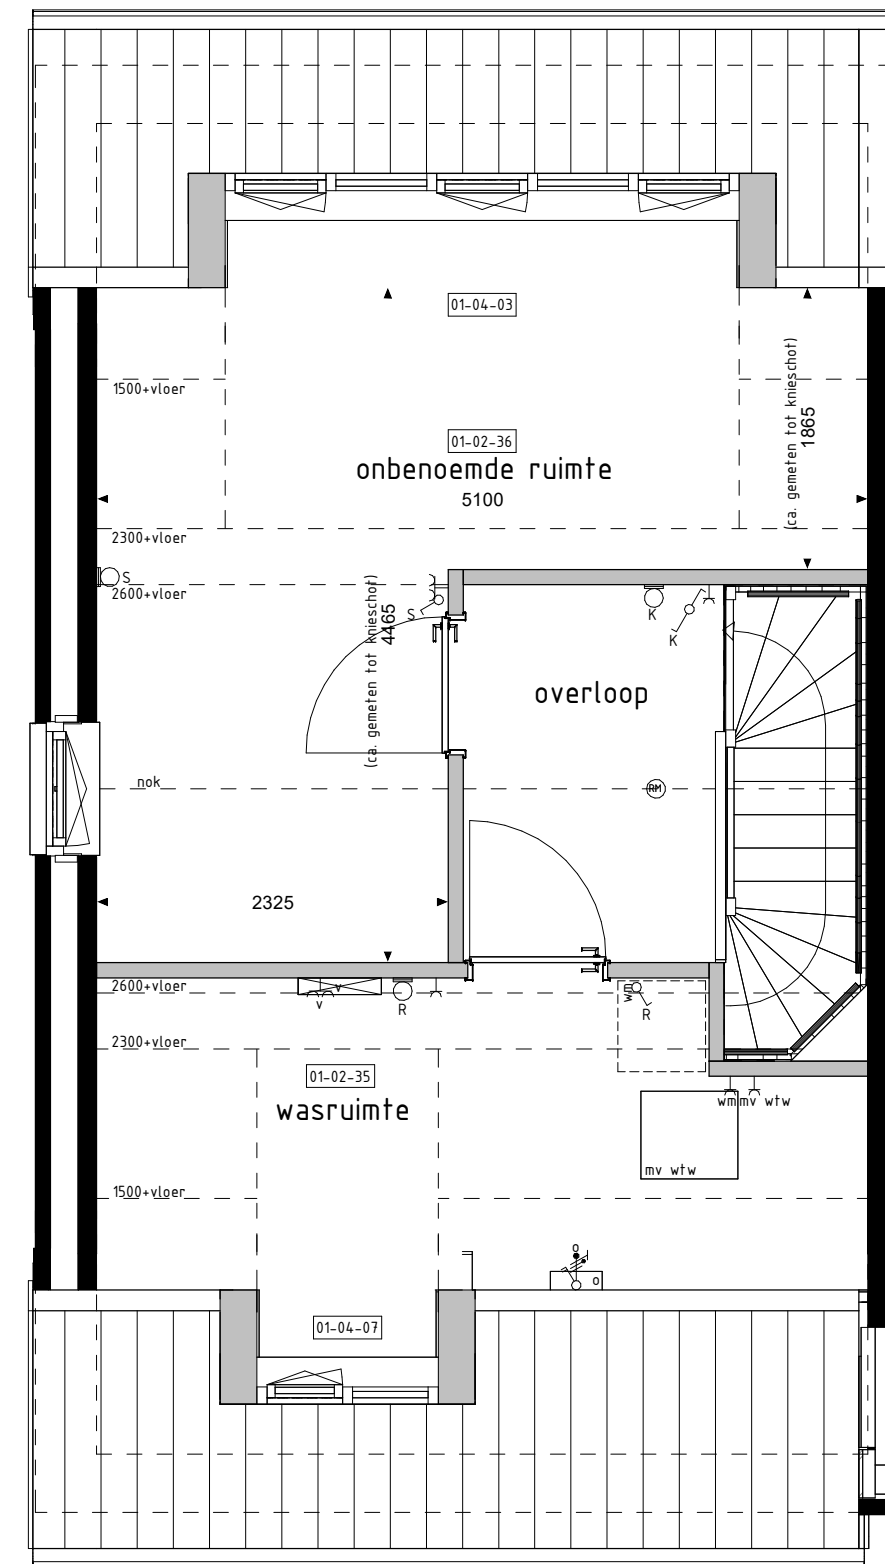 01-04-03
1500+vloer
(ca. gemeten tot knieschot)
1865
01-02-36
onbenoemde ruimte
5100
2300+vloer
S
2600+vloer
S
K
K
(ca. gemeten tot knieschot)
4465
overloop
nok
RM
2325
2600+vloer
v
v
R
wm
R
2300+vloer
01-02-35
wasruimte
wm
mv wtw
mv wtw
1500+vloer
o
o
01-04-07